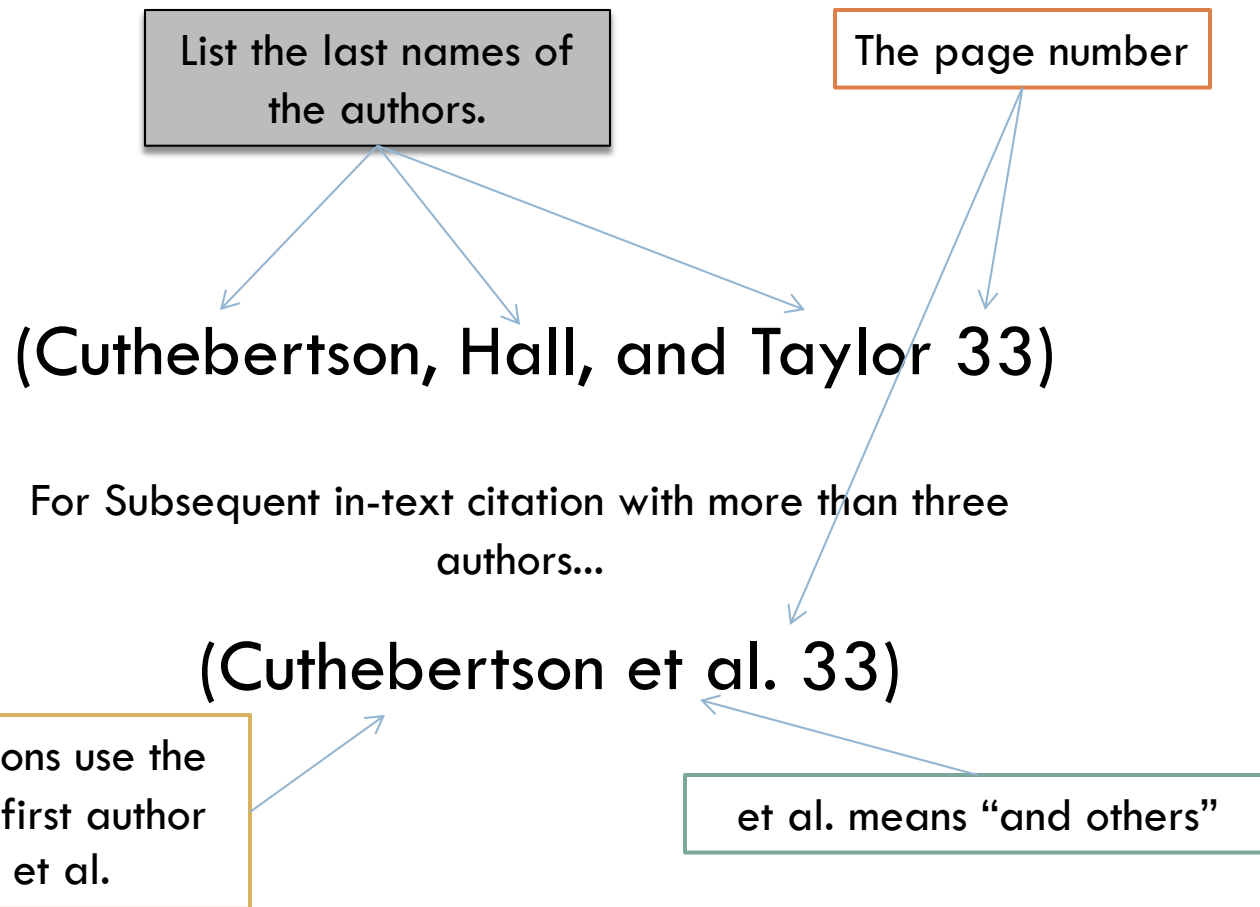 List the last names of
the authors.
The page number
(Cuthebertson, Hall, and Taylor 33)
For Subsequent in-text citation with more than three
authors...
(Cuthebertson et al. 33)
ons use the
first author
et al.
et al. means “and others”